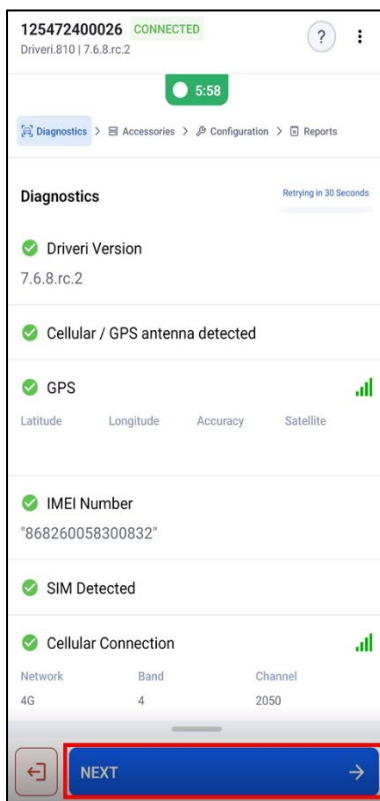 125472400026 CONNECTED
Driveri.810 | 7.6.8.rc.2
?
5:58
Diagnostics > Accessories > Configuration > Reports
Diagnostics
Retrying in 30 Seconds
Driveri Version
7.6.8.rc.2
Cellular / GPS antenna detected
GPS
Latitude Longitude Accuracy Satellite
IMEI Number
"868260058300832"
SIM Detected
Cellular Connection
Network Band Channel
4G 4 2050
NEXT